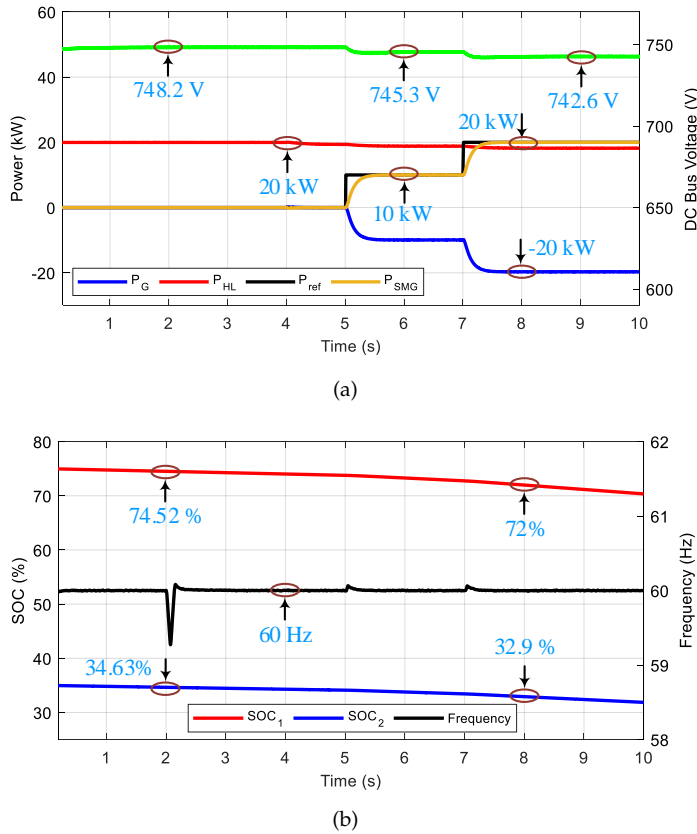 60
40
20
0
-20
Power (kW)
750
700
650
600
DC Bus Voltage (V)
748.2 V
745.3 V
742.6 V
20 kW
20 kW
10 kW
-20 kW
P_G P_HL P_ref P_SMG
1 2 3 4 5 6 7 8 9 10
Time (s)
(a)
80
70
60
50
40
30
SOC (%)
62
61
60
59
58
Frequency (Hz)
74.52 %
72%
60 Hz
34.63%
32.9 %
SOC_1 SOC_2 Frequency
0 1 2 3 4 5 6 7 8 9 10
Time (s)
(b)